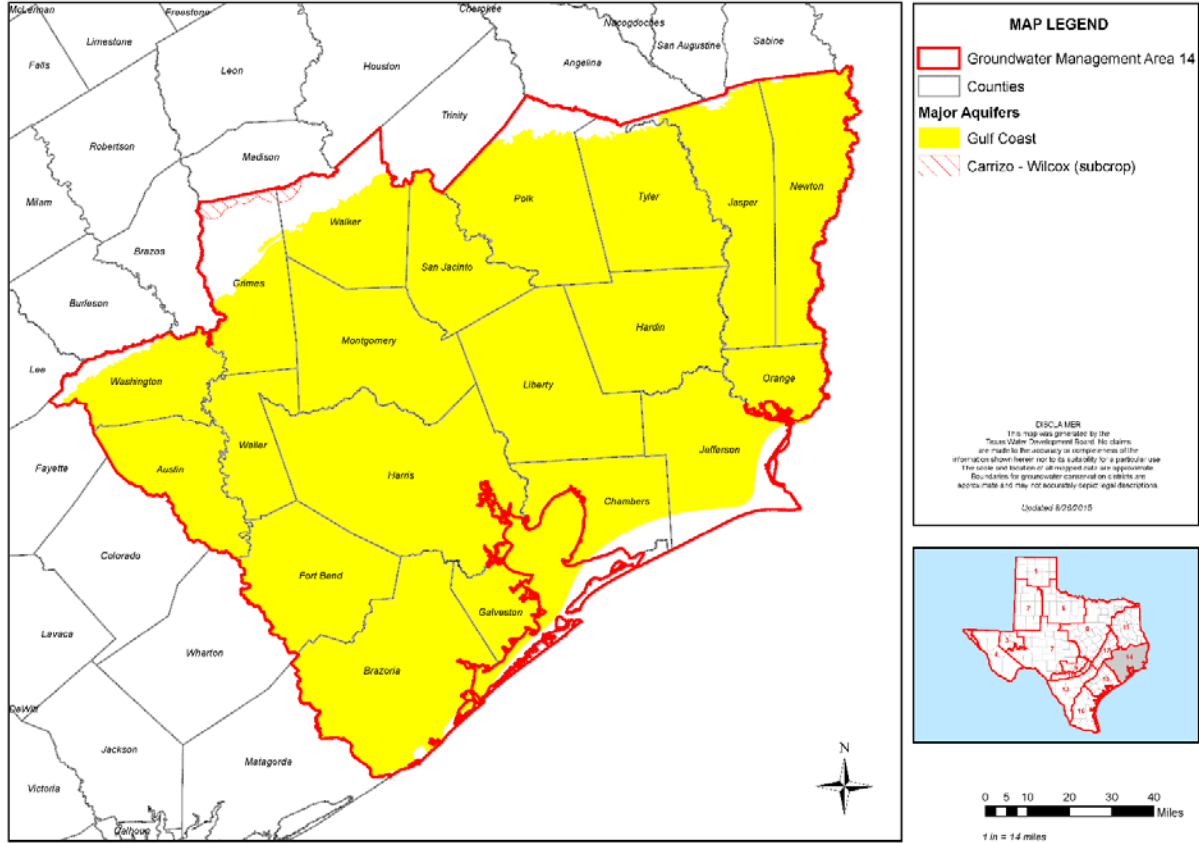 McLennan
Freestone
Cherokee
Nacogdoches
Limestone
San Augustine
Sabine
Falls
Leon
Houston
Angelina
Trinity
Robertson
Madison
Milam
Polk
Tyler
Newton
Jasper
Walker
Brazos
San Jacinto
Grimes
Burleson
Hardin
Montgomery
Lee
Washington
Orange
Liberty
Waller
Jefferson
Fayette
Austin
Harris
Chambers
Colorado
Fort Bend
Galveston
Lavaca
Wharton
Brazoria
DeWitt
Jackson
Matagorda
Victoria
Calhoun
N
MAP LEGEND
Groundwater Management Area 14
Counties
Major Aquifers
Gulf Coast
Carrizo - Wilcox (subcrop)
DISCLAIMER
This map was generated by the
Texas Water Development Board. No claims
are made to the accuracy or completeness of the
information shown herein nor to its suitability for a particular use.
The scale and location of all mapped data are approximate.
Boundaries for groundwater conservation districts are
approximate and may not accurately depict legal descriptions.
Updated 8/26/2015
14
0 5 10 20 30 40
Miles
1 in = 14 miles